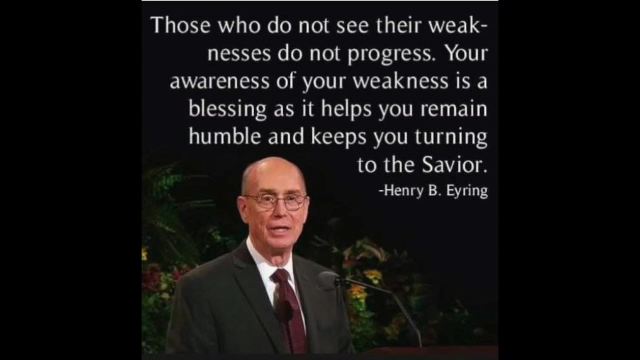 Those who do not see their weak-
nesses do not progress. Your
awareness of your weakness is a
blessing as it helps you remain
humble and keeps you turning
to the Savior.
-Henry B. Eyring